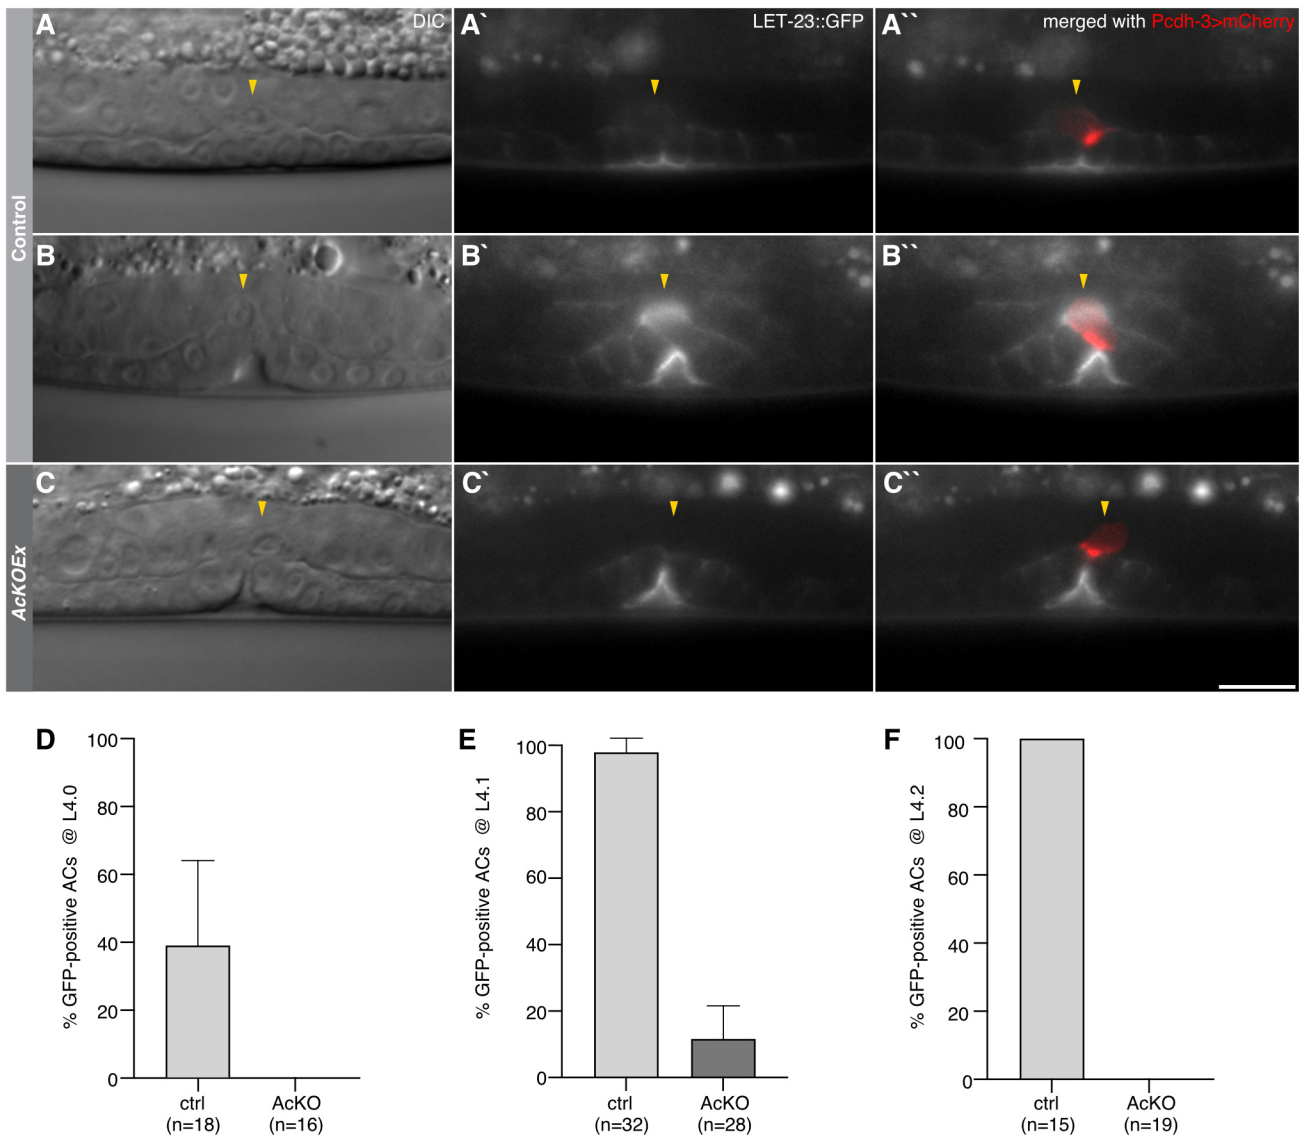 A
DIC
A`
LET-23::GFP
A``
merged with Pcdh-3>mCherry
Control
B
B`
B``
AcKOEx
C
C`
C``
D
% GFP-positive ACs @ L4.0
100
80
60
40
20
0
ctrl
(n=18)
AcKO
(n=16)
E
% GFP-positive ACs @ L4.1
100
80
60
40
20
0
ctrl
(n=32)
AcKO
(n=28)
F
% GFP-positive ACs @ L4.2
100
80
60
40
20
0
ctrl
(n=15)
AcKO
(n=19)